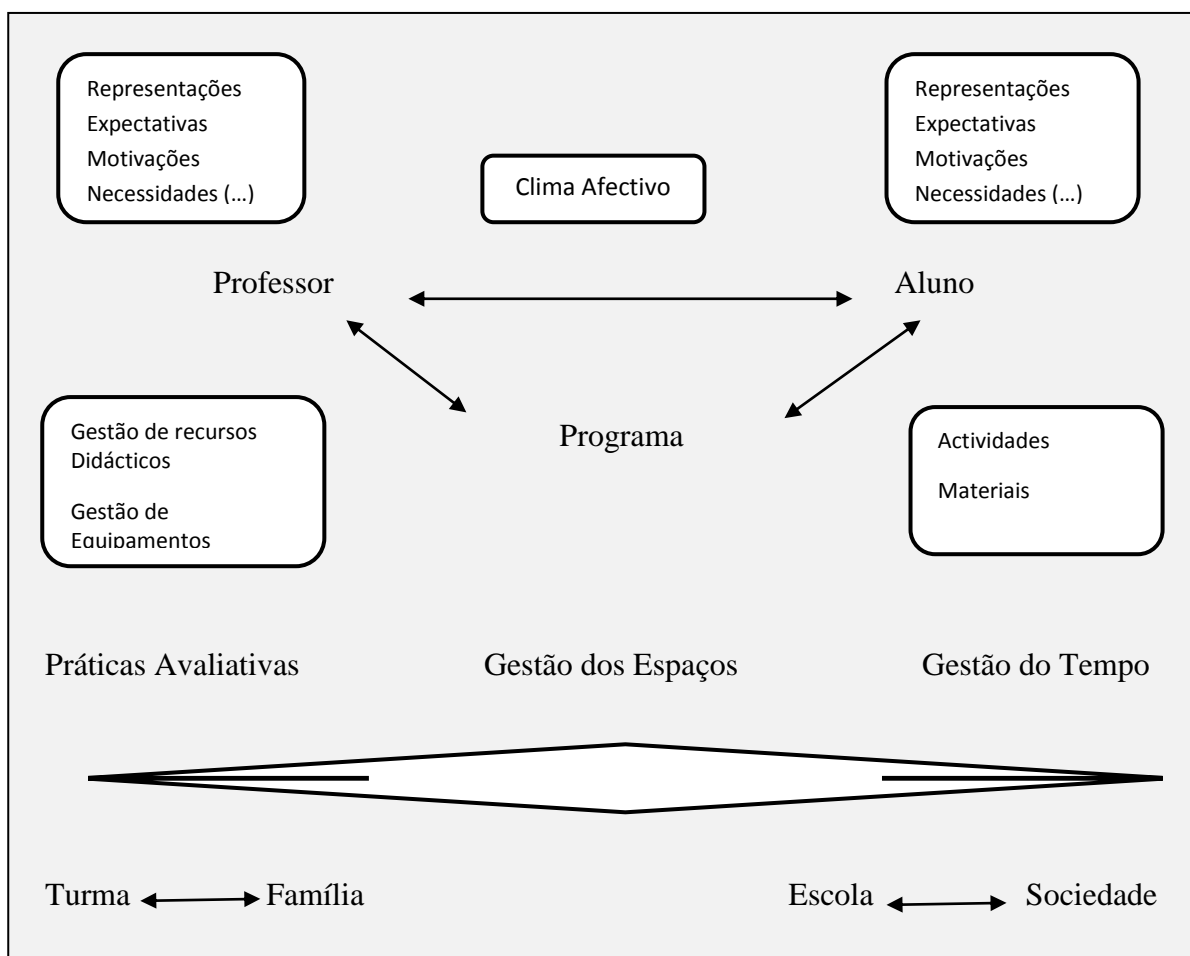 Representações
Expectativas
Motivações
Necessidades (...)
Clima Afectivo
Representações
Expectativas
Motivações
Necessidades (...)
Professor
Aluno
Programa
Gestão de recursos
Didácticos
Gestão de
Equipamentos
Actividades
Materiais
Práticas Avaliativas
Gestão dos Espaços
Gestão do Tempo
Turma
Família
Escola
Sociedade